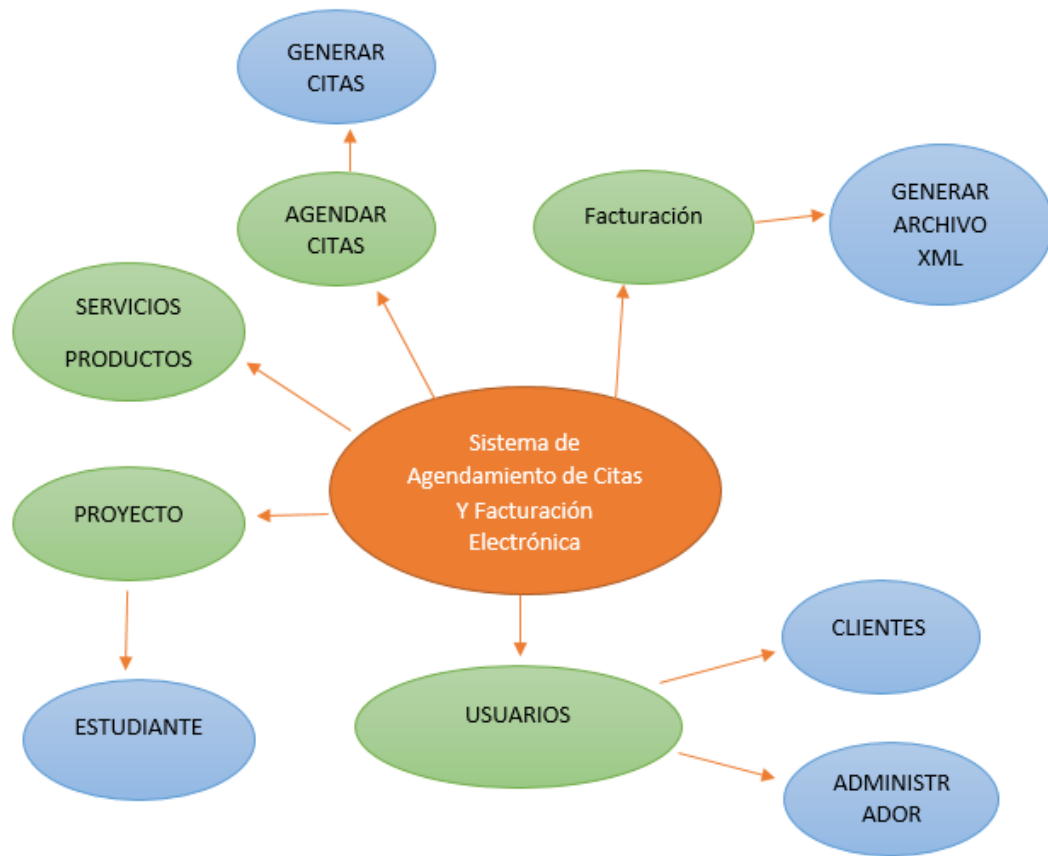 GENERAR
CITAS
AGENDAR
CITAS
Facturación
GENERAR
ARCHIVO
XML
SERVICIOS
PRODUCTOS
Sistema de
Agendamiento de Citas
Y Facturación
Electrónica
PROYECTO
CLIENTES
ESTUDIANTE
USUARIOS
ADMINISTR
ADOR